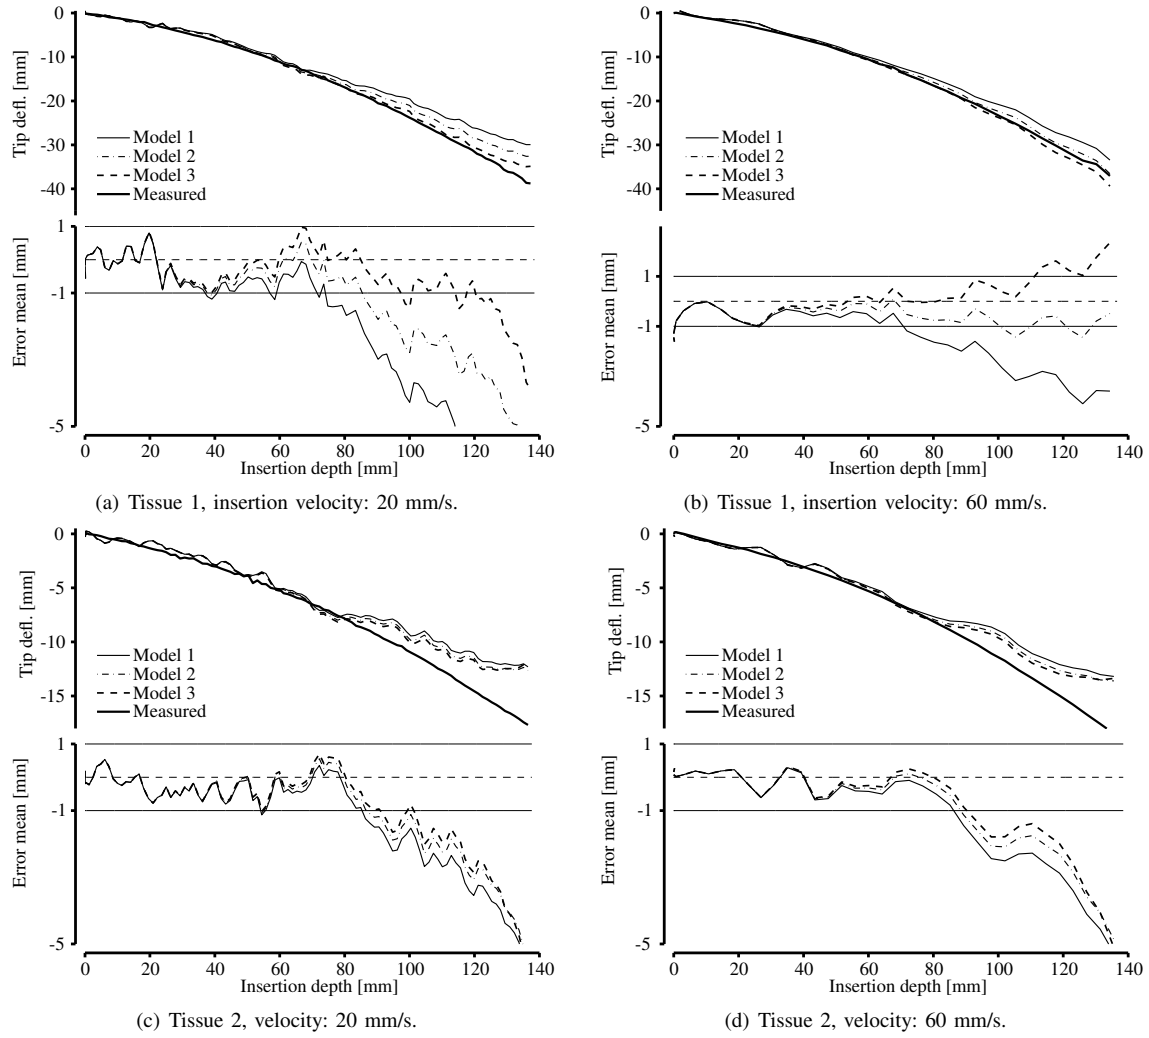 0
-10
-20
-30
-40
Tip defl. [mm]
Model 1
Model 2
Model 3
Measured
1
-1
-5
Error mean [mm]
0 20 40 60 80 100 120 140
Insertion depth [mm]
(a) Tissue 1, insertion velocity: 20 mm/s.
0
-10
-20
-30
-40
Tip defl. [mm]
Model 1
Model 2
Model 3
Measured
1
-1
-5
Error mean [mm]
0 20 40 60 80 100 120 140
Insertion depth [mm]
(b) Tissue 1, insertion velocity: 60 mm/s.
0
-5
-10
-15
Tip defl. [mm]
Model 1
Model 2
Model 3
Measured
1
-1
-5
Error mean [mm]
0 20 40 60 80 100 120 140
Insertion depth [mm]
(c) Tissue 2, velocity: 20 mm/s.
0
-5
-10
-15
Tip defl. [mm]
Model 1
Model 2
Model 3
Measured
1
-1
-5
Error mean [mm]
0 20 40 60 80 100 120 140
Insertion depth [mm]
(d) Tissue 2, velocity: 60 mm/s.